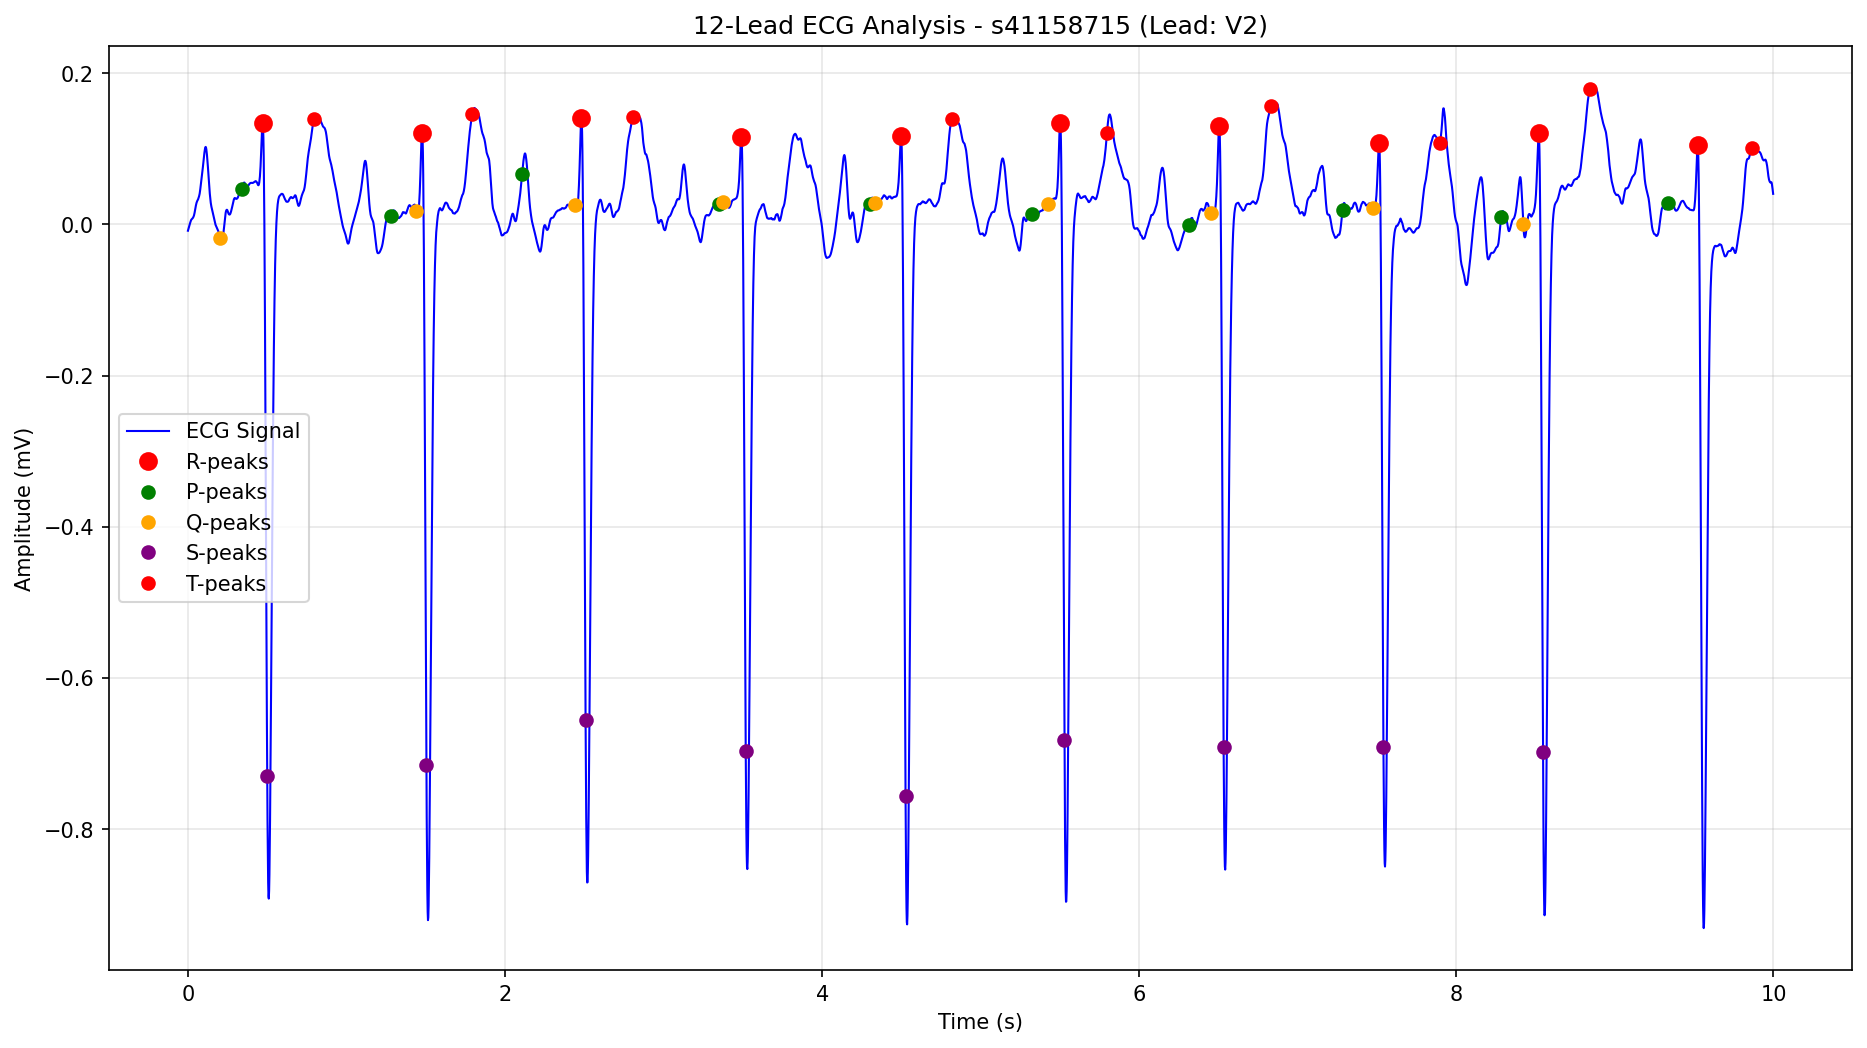 12-Lead ECG Analysis - s41158715 (Lead: V2)
0.2
0.0
−0.2
−0.4
−0.6
−0.8
Amplitude (mV)
ECG Signal
R-peaks
P-peaks
Q-peaks
S-peaks
T-peaks
0 2 4 6 8 10
Time (s)